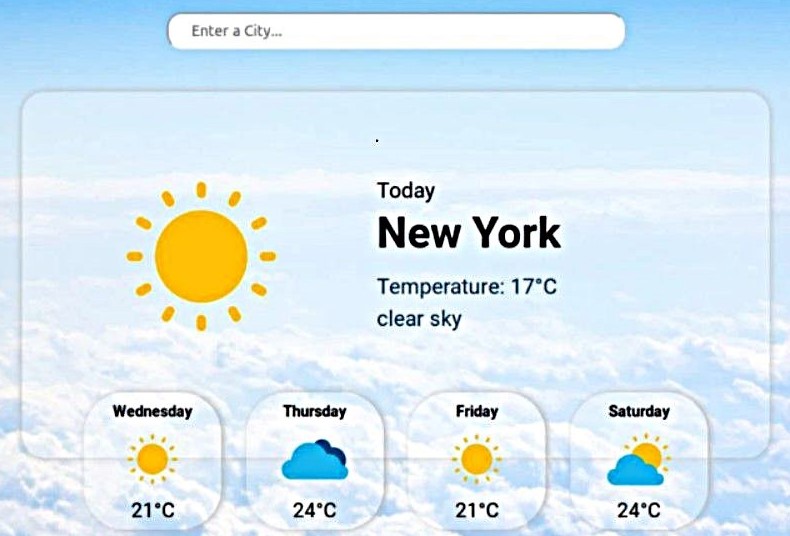 Enter a City...
Today
New York
Temperature: 17°C
clear sky
Wednesday
Thursday
Friday
Saturday
21°C
24°C
21°C
24°C